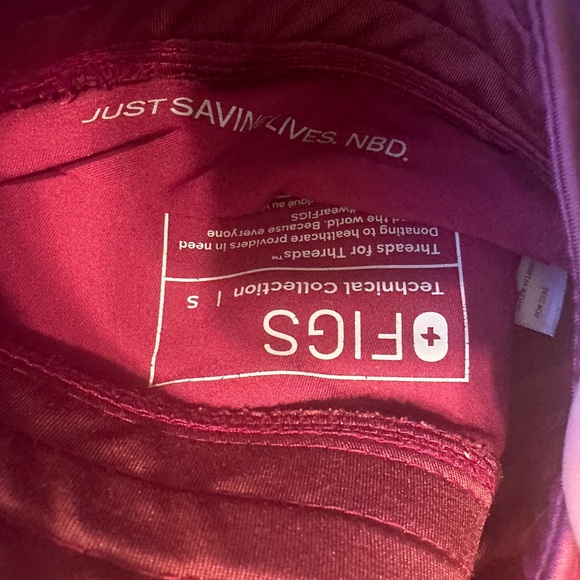 JUST SAVIN LIVES. NBD.
FIGS
Technical Collection | S
Threads for Threads™
Donating to healthcare providers in need
the world. Because everyone
#wearFIGS